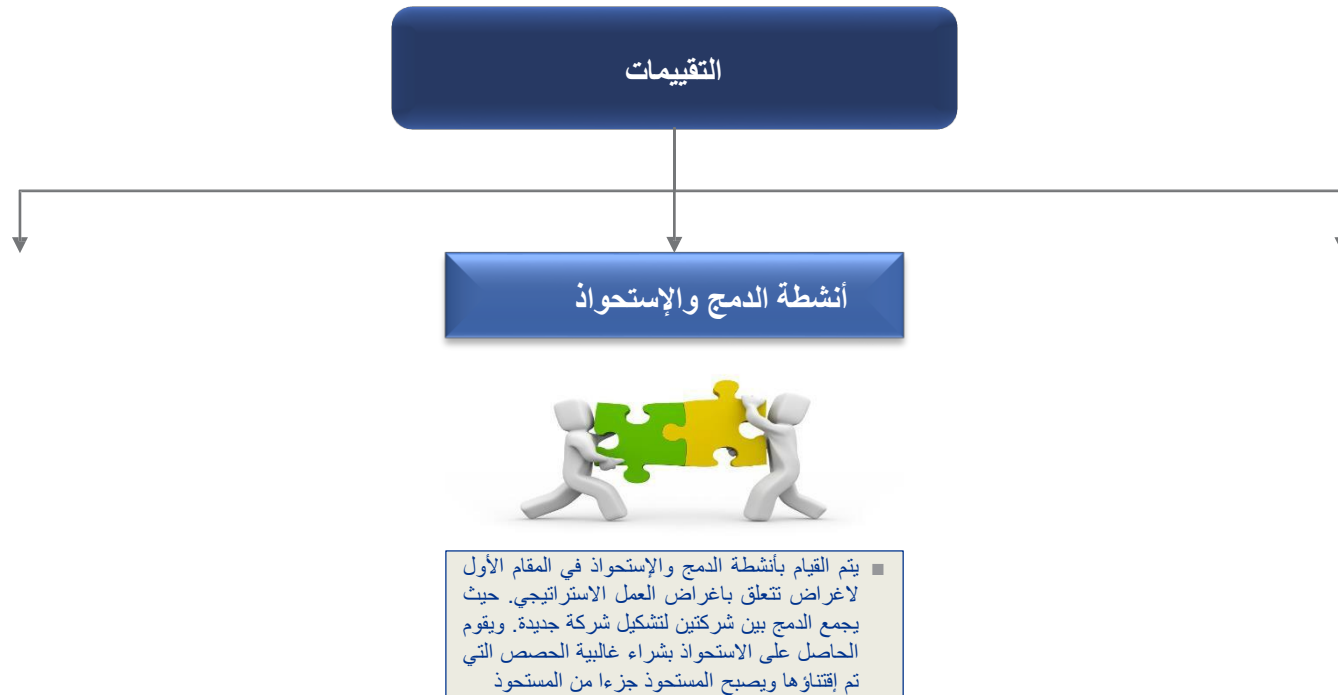 التقييمات
أنشطة الدمج والإستحواذ
▪ يتم القيام بأنشطة الدمج والإستحواذ في المقام الأول
لاغراض تتعلق باغراض العمل الاستراتيجي. حيث
يجمع الدمج بين شركتين لتشكيل شركة جديدة. ويقوم
الحاصل على الاستحواذ بشراء غالبية الحصص التي
تم إقتناؤها ويصبح المستحوذ جزءا من المستحوذ